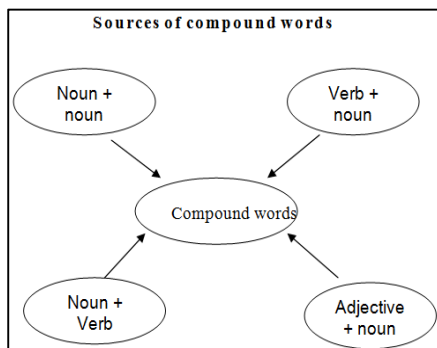 Sources of compound words
Noun +
noun
Verb +
noun
Compound words
Noun +
Verb
Adjective
+ noun